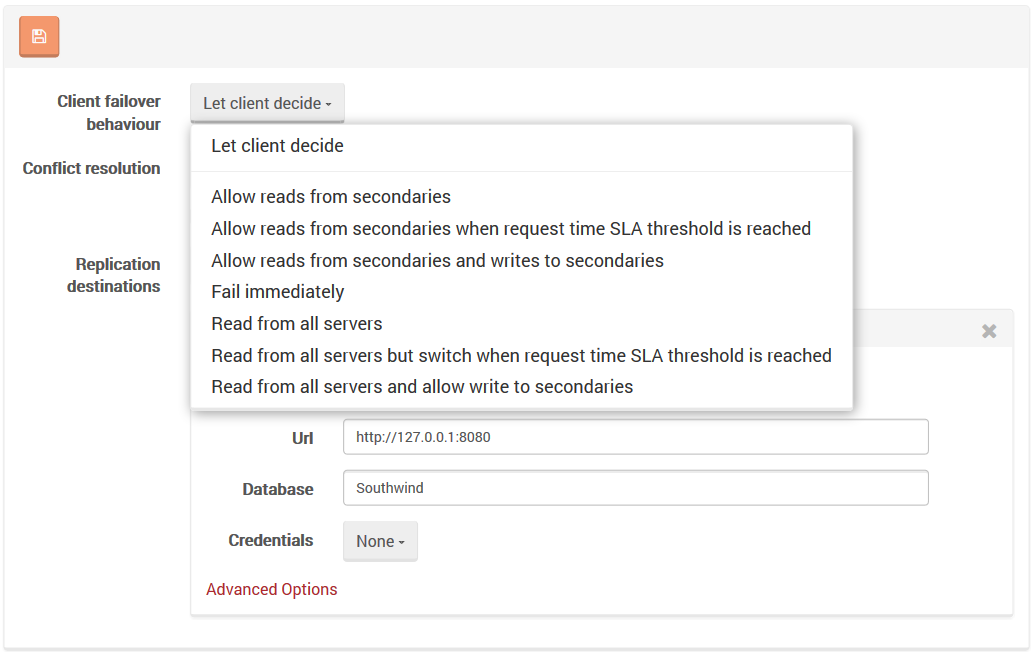 Client failover
behaviour
Let client decide
Let client decide
Conflict resolution
Allow reads from secondaries
Allow reads from secondaries when request time SLA threshold is reached
Allow reads from secondaries and writes to secondaries
Fail immediately
Read from all servers
Read from all servers but switch when request time SLA threshold is reached
Read from all servers and allow write to secondaries
Replication
destinations
Url
http://127.0.0.1:8080
Database
Southwind
Credentials
None
Advanced Options